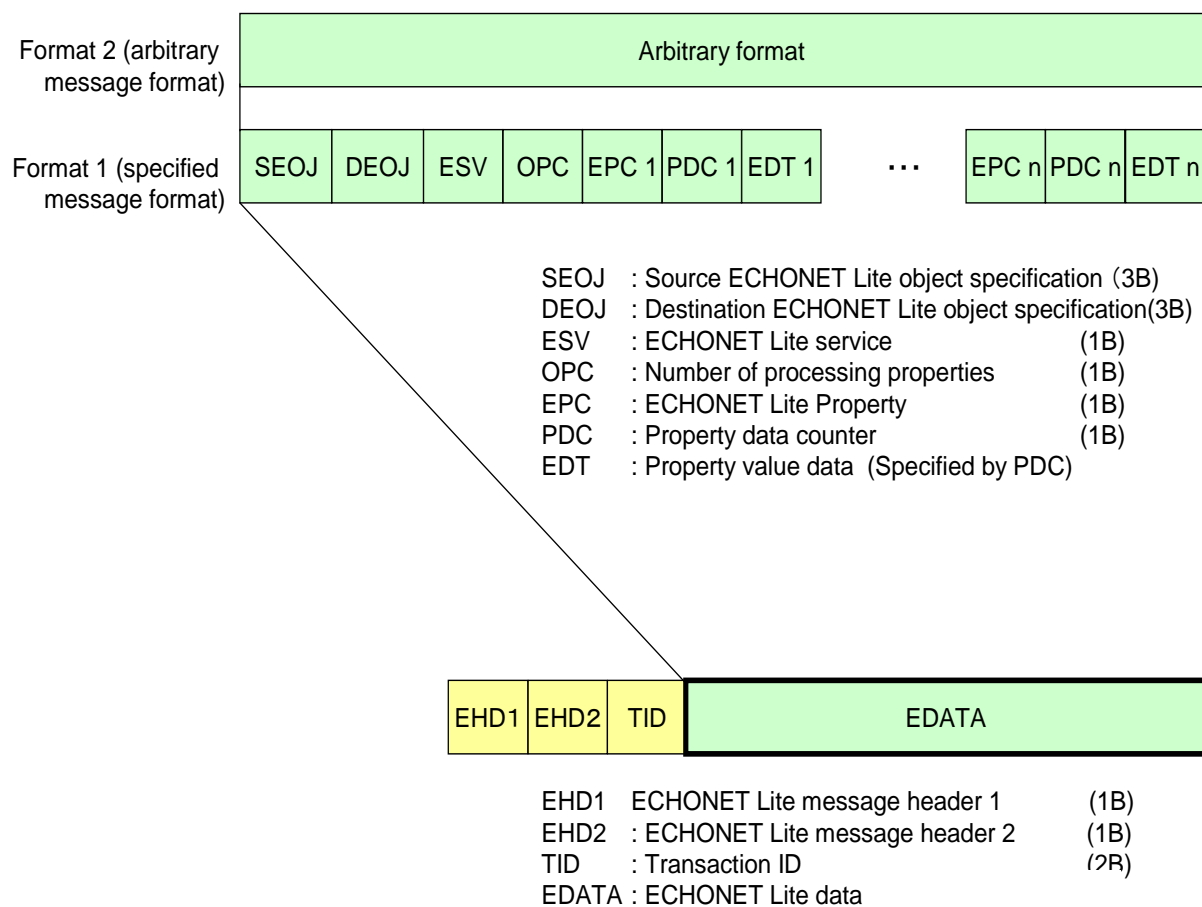 Format 2 (arbitrary message format)
Arbitrary format
Format 1 (specified message format)
SEOJ DEOJ ESV OPC EPC 1 PDC 1 EDT 1 ··· EPC n PDC n EDT n
SEOJ : Source ECHONET Lite object specification (3B)
DEOJ : Destination ECHONET Lite object specification(3B)
ESV : ECHONET Lite service (1B)
OPC : Number of processing properties (1B)
EPC : ECHONET Lite Property (1B)
PDC : Property data counter (1B)
EDT : Property value data (Specified by PDC)
EHD1 EHD2 TID EDATA
EHD1 ECHONET Lite message header 1 (1B)
EHD2 : ECHONET Lite message header 2 (1B)
TID : Transaction ID (2B)
EDATA : ECHONET Lite data